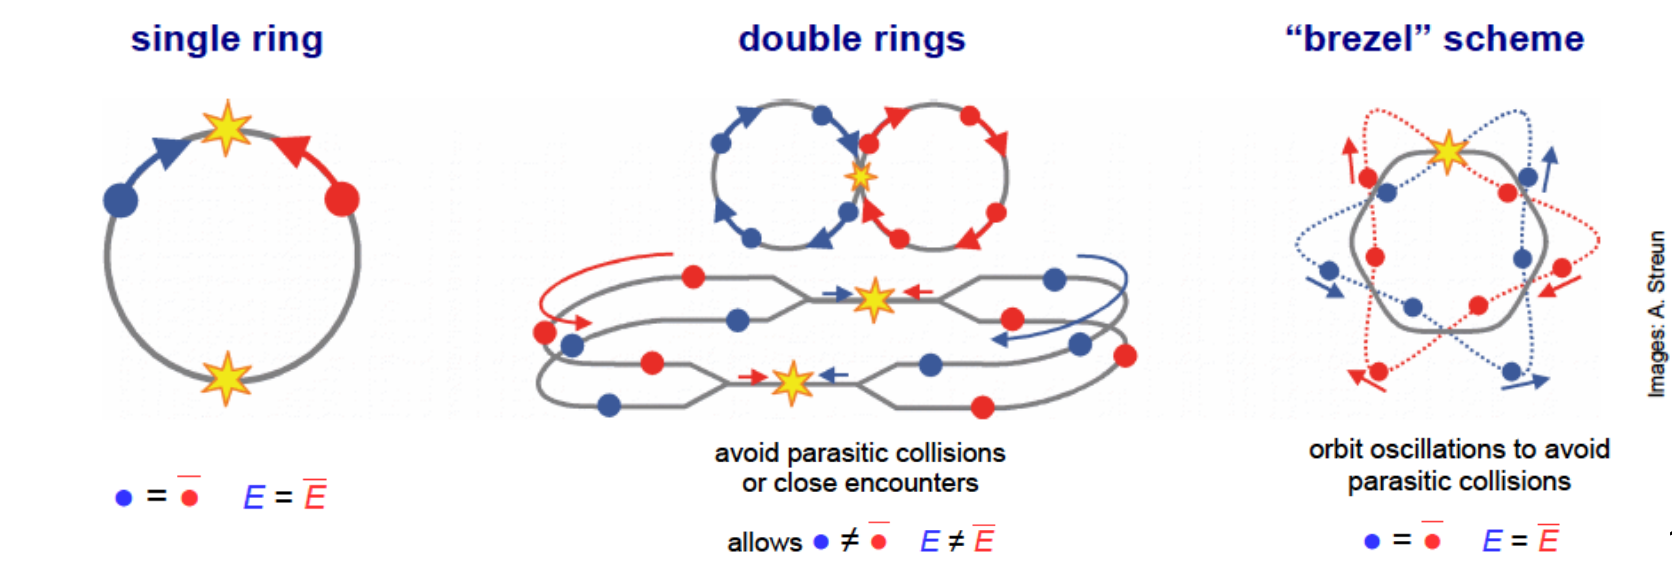 single ring
double rings
“brezel” scheme
Images: A. Streun
avoid parasitic collisions
or close encounters
orbit oscillations to avoid
parasitic collisions
● = ●̅ E = E̅
allows ● ≠ ●̅ E ≠ E̅
● = ●̅ E = E̅